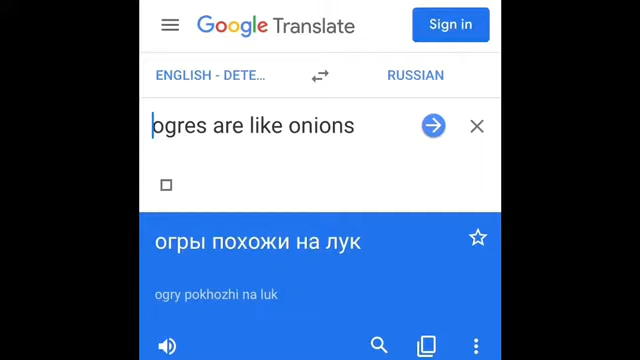 Google Translate
Sign in
ENGLISH - DETE...
RUSSIAN
ogres are like onions
огры похожи на лук
ogry pokhozhi na luk